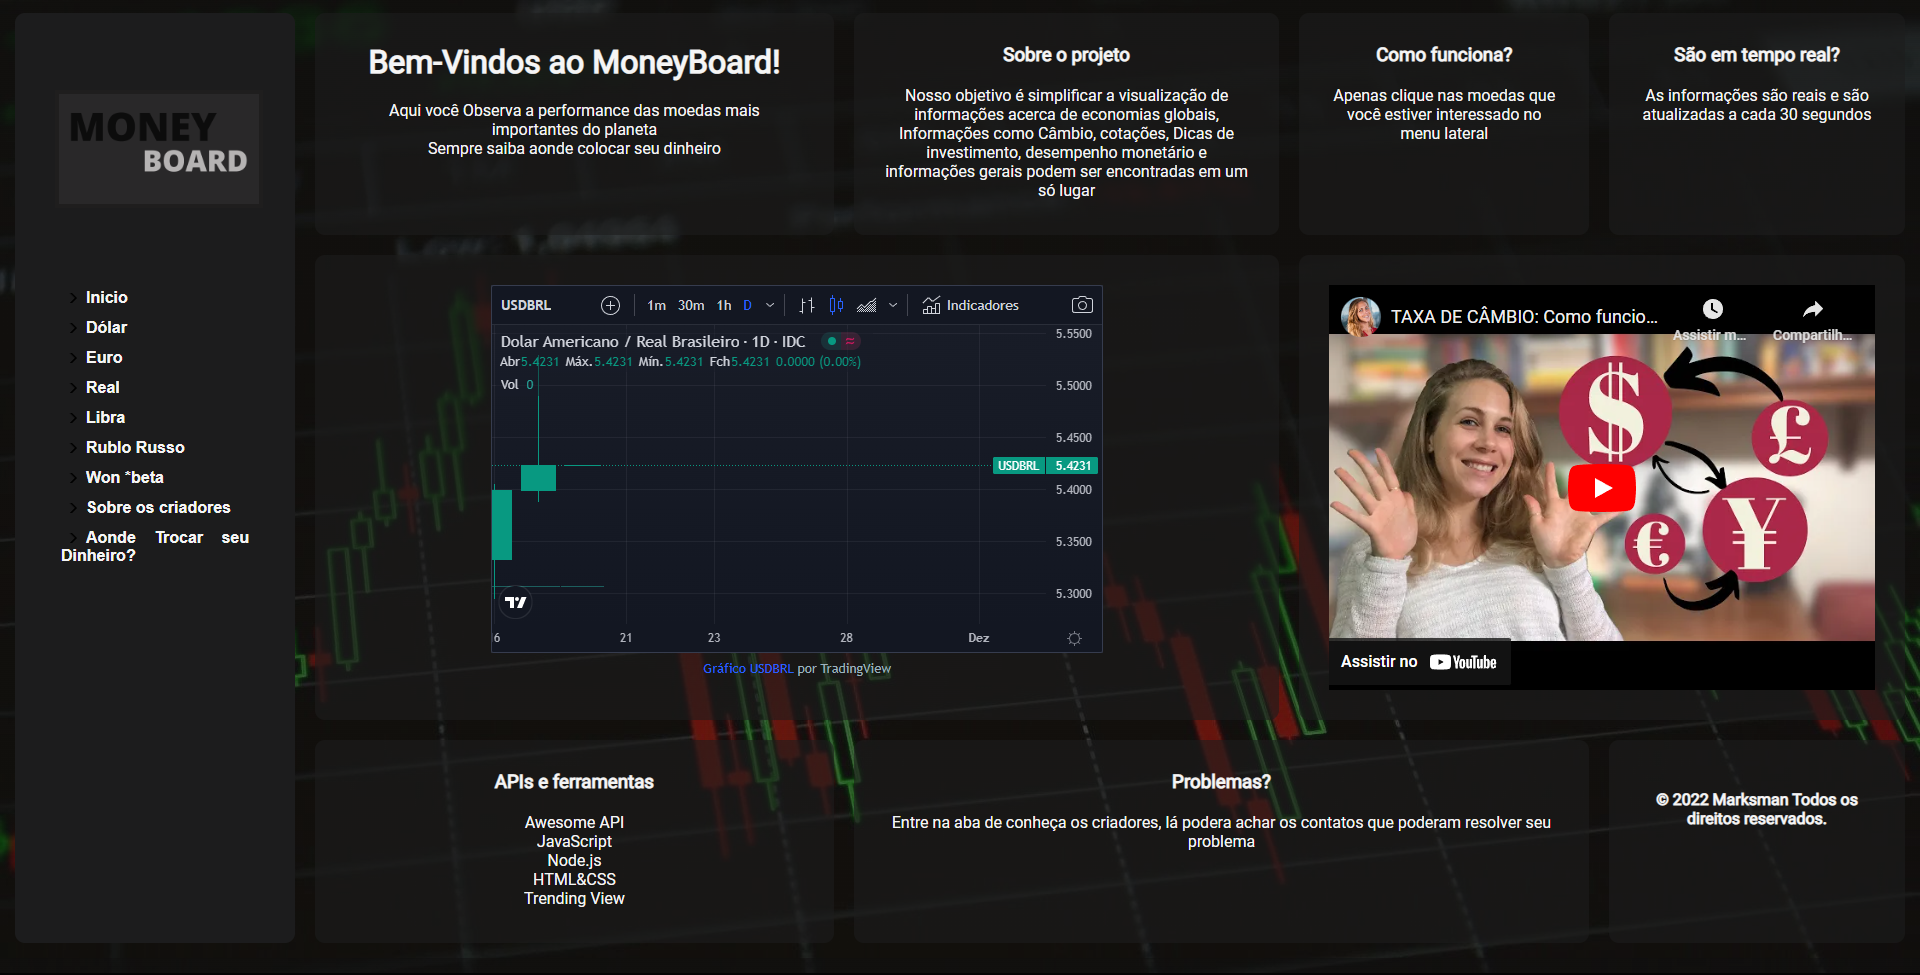 MONEY
BOARD
Inicio
Dólar
Euro
Real
Libra
Rublo Russo
Won *beta
Sobre os criadores
Aonde Trocar seu
Dinheiro?
Bem-Vindos ao MoneyBoard!
Aqui você Observa a performance das moedas mais
importantes do planeta
Sempre saiba aonde colocar seu dinheiro
Sobre o projeto
Nosso objetivo é simplificar a visualização de
informações acerca de economias globais,
Informações como Câmbio, cotações, Dicas de
investimento, desempenho monetário e
informações gerais podem ser encontradas em um
só lugar
Como funciona?
Apenas clique nas moedas que
você estiver interessado no
menu lateral
São em tempo real?
As informações são reais e são
atualizadas a cada 30 segundos
USDBRL 1m 30m 1h D Indicadores
Dolar Americano / Real Brasileiro · 1D · IDC
Abr5.4231 Máx.5.4231 Mín.5.4231 Fch5.4231 0.0000 (0.00%)
Vol 0
5.5500
5.5000
5.4500
USDBRL 5.4231
5.4000
5.3500
5.3000
6 21 23 28 Dez
Gráfico USDBRL por TradingView
TAXA DE CÂMBIO: Como funcio...
Assistir m... Compartilh...
$ £ € ¥
Assistir no YouTube
APIs e ferramentas
Awesome API
JavaScript
Node.js
HTML&CSS
Trending View
Problemas?
Entre na aba de conheça os criadores, lá podera achar os contatos que poderam resolver seu
problema
© 2022 Marksman Todos os
direitos reservados.